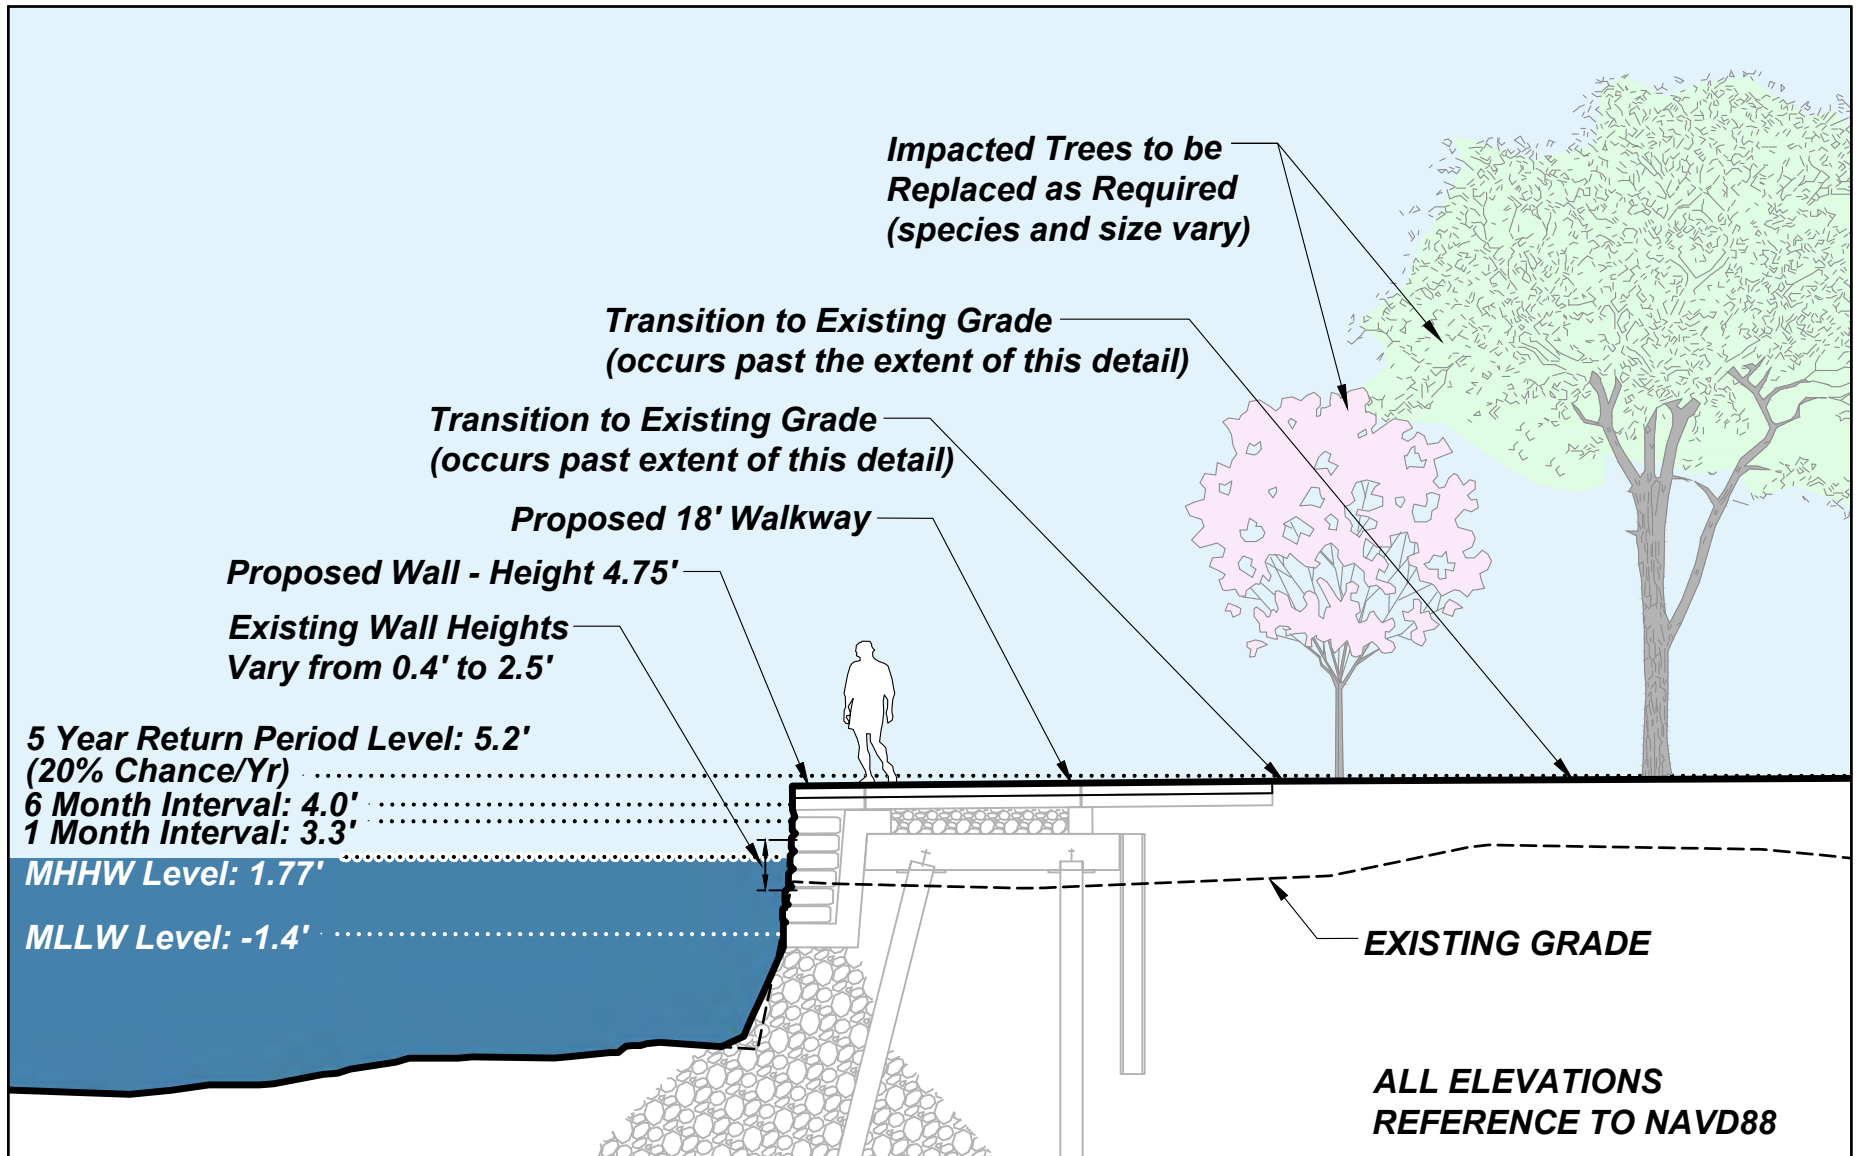 Impacted Trees to be
Replaced as Required
(species and size vary)
Transition to Existing Grade
(occurs past the extent of this detail)
Transition to Existing Grade
(occurs past extent of this detail)
Proposed 18' Walkway
Proposed Wall - Height 4.75'
Existing Wall Heights
Vary from 0.4' to 2.5'
5 Year Return Period Level: 5.2'
(20% Chance/Yr)
6 Month Interval: 4.0'
1 Month Interval: 3.3'
MHHW Level: 1.77'
MLLW Level: -1.4'
EXISTING GRADE
ALL ELEVATIONS
REFERENCE TO NAVD88